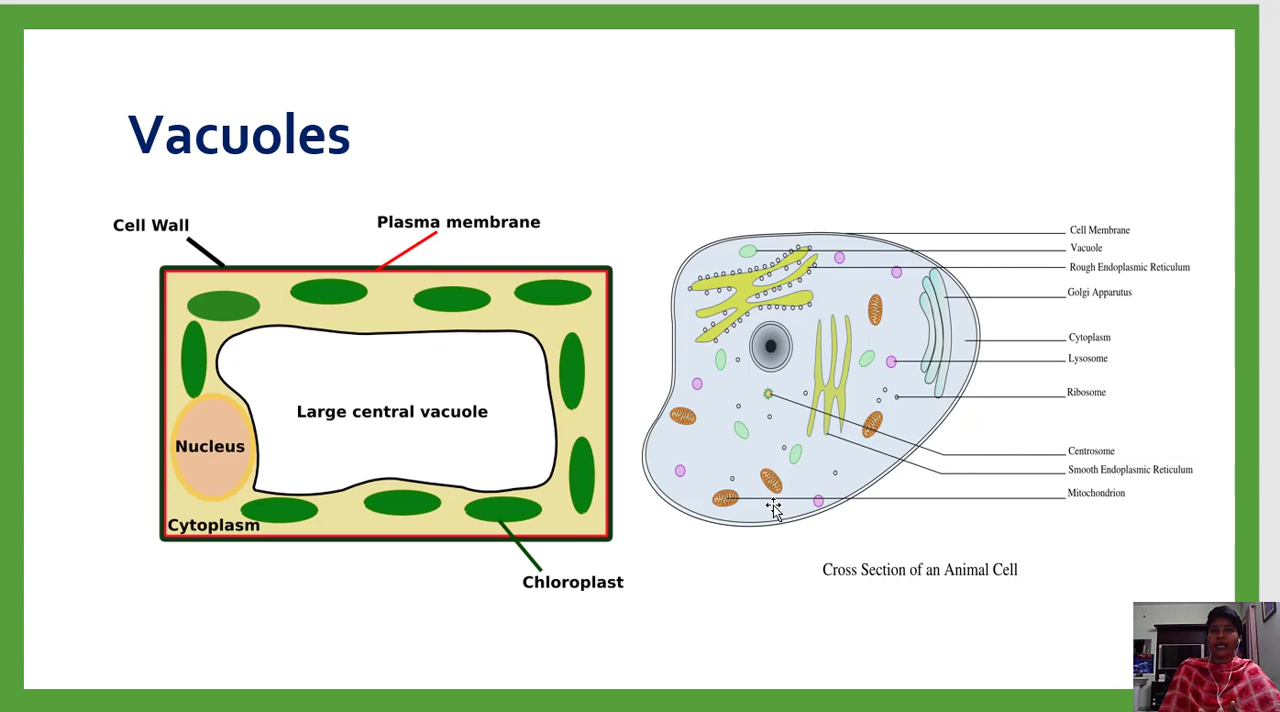 Vacuoles
Cell Wall
Plasma membrane
Large central vacuole
Nucleus
Cytoplasm
Chloroplast
Cell Membrane
Vacuole
Rough Endoplasmic Reticulum
Golgi Apparutus
Cytoplasm
Lysosome
Ribosome
Centrosome
Smooth Endoplasmic Reticulum
Mitochondrion
Cross Section of an Animal Cell